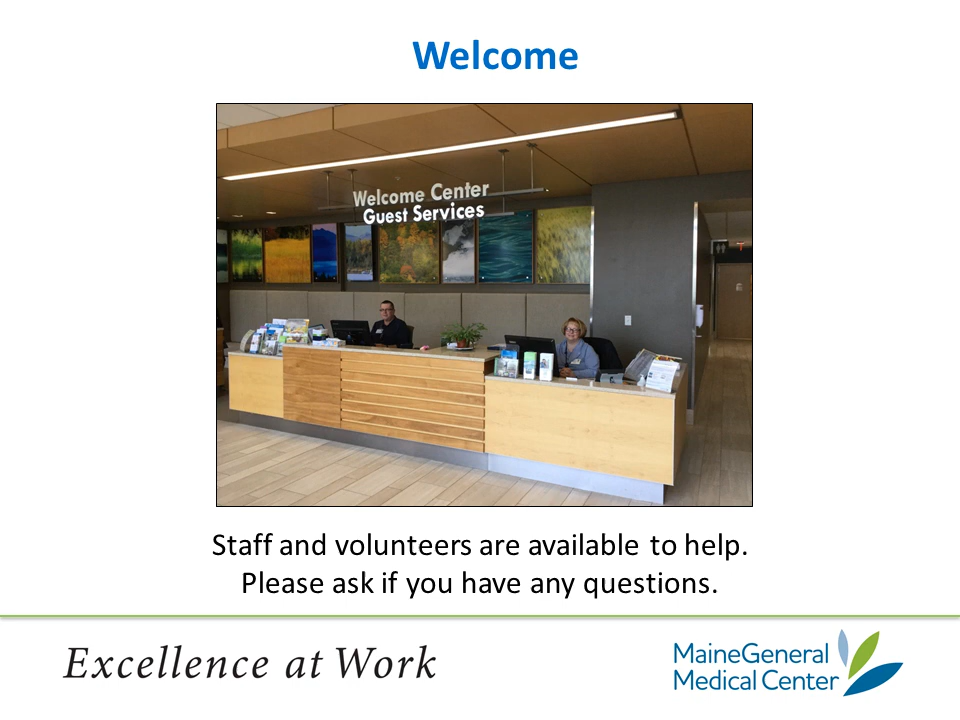 Welcome
Welcome Center
Guest Services
Staff and volunteers are available to help.
Please ask if you have any questions.
Excellence at Work
MaineGeneral
Medical Center